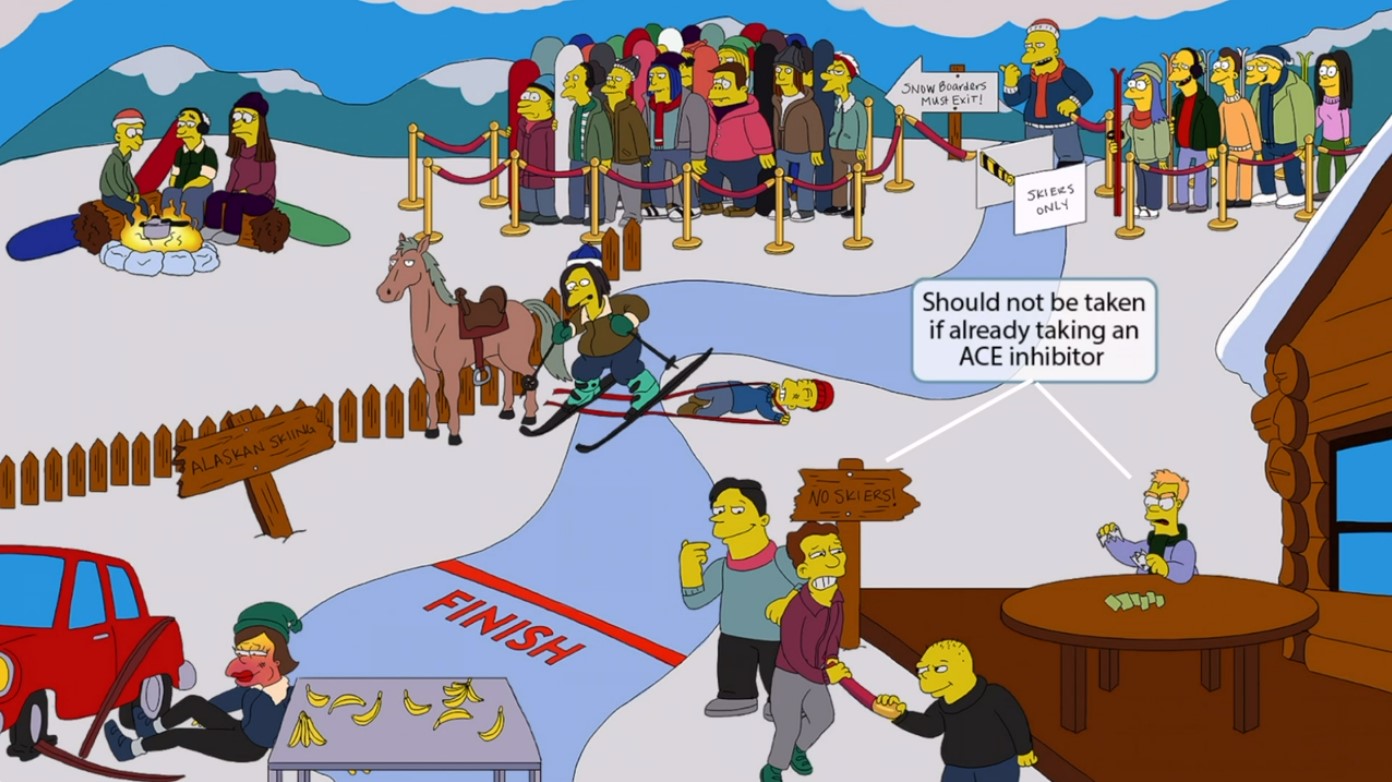 SNOW BOARDERS
MUST EXIT!
SKIERS
ONLY
Should not be taken
if already taking an
ACE inhibitor
ALASKAN SKIING
NO SKIERS!
FINISH